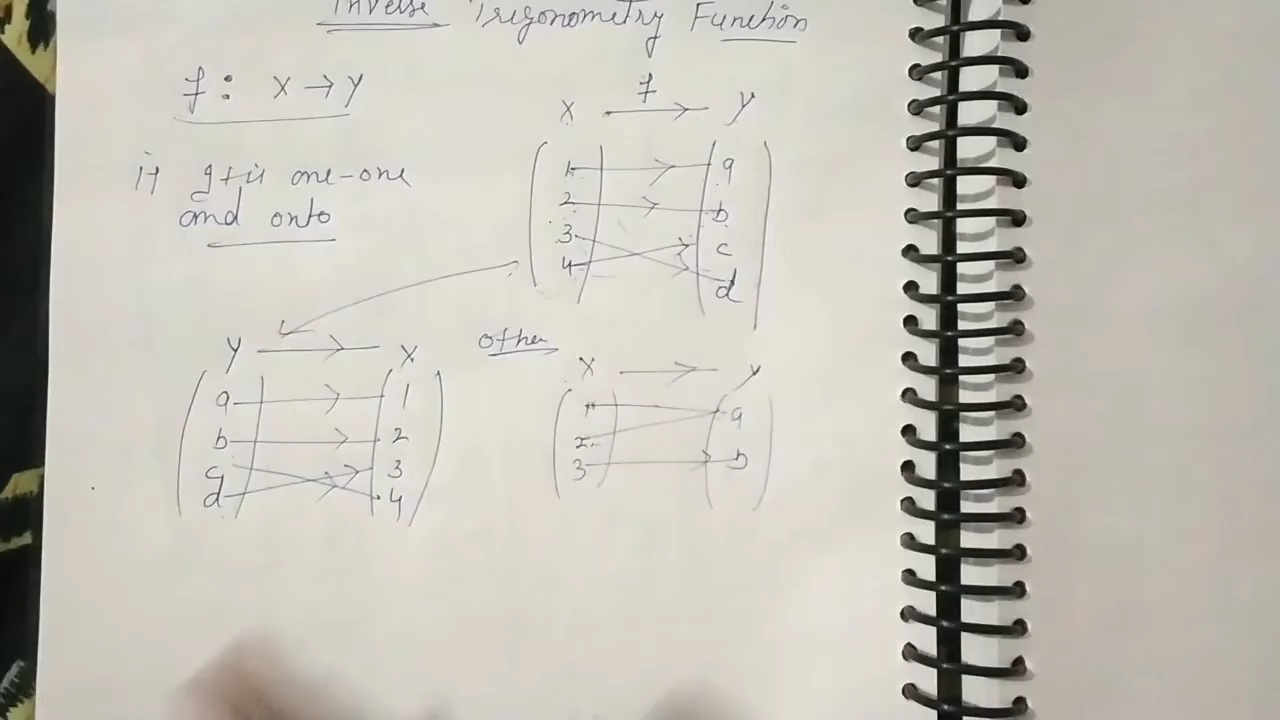 Inverse Trigonometry Function
f : X → Y
if it is one-one
and onto
X f → Y
1 a
2 b
3 c
4 d
Y → X
a 1
b 2
c 3
d 4
other
X → Y
1 a
2 b
3